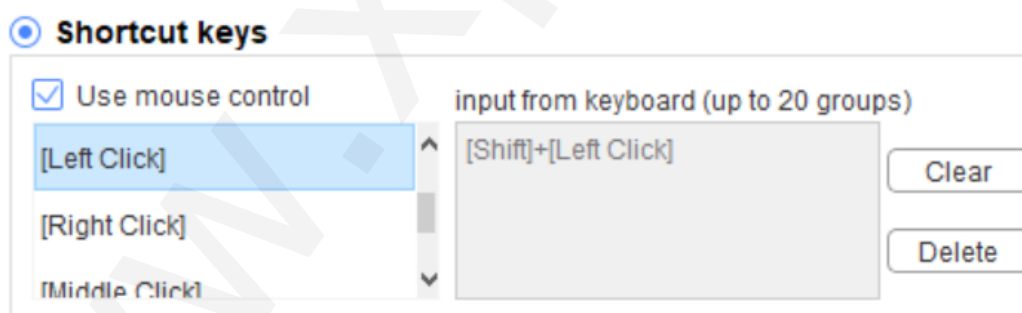 Shortcut keys
Use mouse control
input from keyboard (up to 20 groups)
[Left Click]
[Shift]+[Left Click]
Clear
[Right Click]
Delete
[Middle Click]